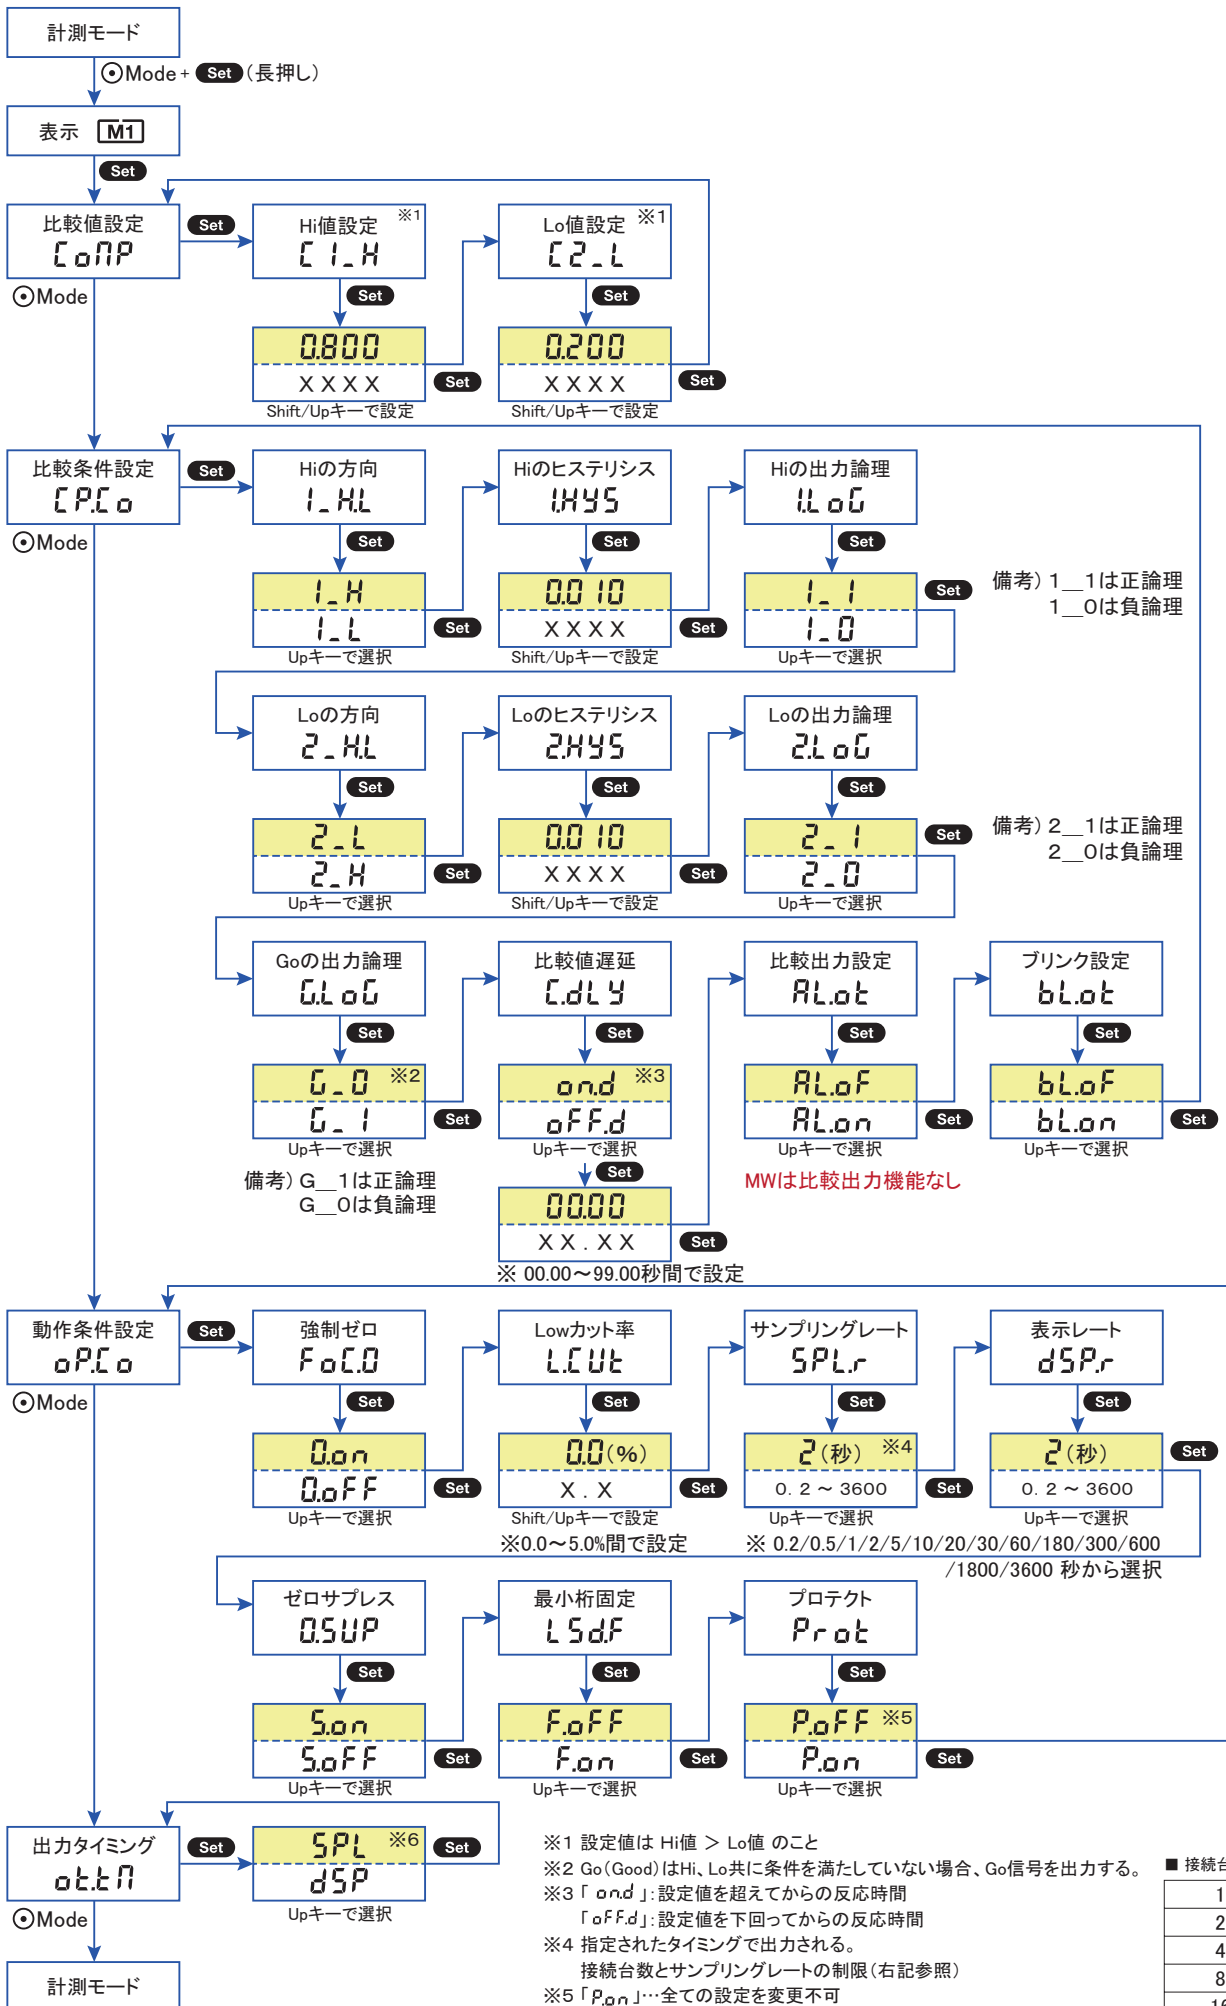 計測モード
Mode + Set (長押し)
表示 M1
Set
比較値設定
CoMP
Set
Hi値設定 ※1
C1_H
Set
0.800
XXXX
Set
Shift/Upキーで設定
Lo値設定 ※1
C2_L
Set
0.200
XXXX
Set
Shift/Upキーで設定
Mode
比較条件設定
CP.Co
Set
Hiの方向
1_H.L
Set
1_H
1_L
Set
Upキーで選択
Hiのヒステリシス
1.HYS
Set
0.010
XXXX
Set
Shift/Upキーで設定
Hiの出力論理
1.LoG
Set
1_1
1_0
Set
Upキーで選択
備考) 1__1は正論理
1__0は負論理
Mode
Loの方向
2_H.L
Set
2_L
2_H
Set
Upキーで選択
Loのヒステリシス
2.HYS
Set
0.010
XXXX
Set
Shift/Upキーで設定
Loの出力論理
2.LoG
Set
2_1
2_0
Set
Upキーで選択
備考) 2__1は正論理
2__0は負論理
Goの出力論理
G.LoG
Set
G_0 ※2
G_1
Set
Upキーで選択
備考) G__1は正論理
G__0は負論理
比較値遅延
C.dLY
Set
on.d ※3
oFF.d
Upキーで選択
Set
00.00
XX.XX
Set
※ 00.00～99.00秒間で設定
比較出力設定
AL.ot
Set
AL.oF
AL.on
Set
Upキーで選択
MWは比較出力機能なし
ブリンク設定
bL.ot
Set
bL.oF
bL.on
Set
Upキーで選択
動作条件設定
oP.Co
Set
強制ゼロ
FoC.0
Set
0.on
0.oFF
Set
Upキーで選択
Lowカット率
L.CUt
Set
0.0(%)
X.X
Set
Shift/Upキーで設定
※0.0～5.0%間で設定
サンプリングレート
SPL.r
Set
2(秒) ※4
0.2～3600
Set
Upキーで選択
表示レート
dSP.r
Set
2(秒)
0.2～3600
Set
Upキーで選択
※ 0.2/0.5/1/2/5/10/20/30/60/180/300/600
/1800/3600 秒から選択
Mode
ゼロサプレス
0.SUP
Set
S.on
S.oFF
Set
Upキーで選択
最小桁固定
LSd.F
Set
F.oFF
F.on
Set
Upキーで選択
プロテクト
Prot
Set
P.oFF ※5
P.on
Set
Upキーで選択
出力タイミング
ot.tM
Set
SPL ※6
dSP
Set
Upキーで選択
Mode
計測モード
※1 設定値は Hi値 ＞ Lo値 のこと
※2 Go(Good)はHi、Lo共に条件を満たしていない場合、Go信号を出力する。
※3「on.d」:設定値を超えてからの反応時間
「oFF.d」:設定値を下回ってからの反応時間
※4 指定されたタイミングで出力される。
接続台数とサンプリングレートの制限(右記参照)
※5「P.on」…全ての設定を変更不可
■ 接続台
1
2
4
8